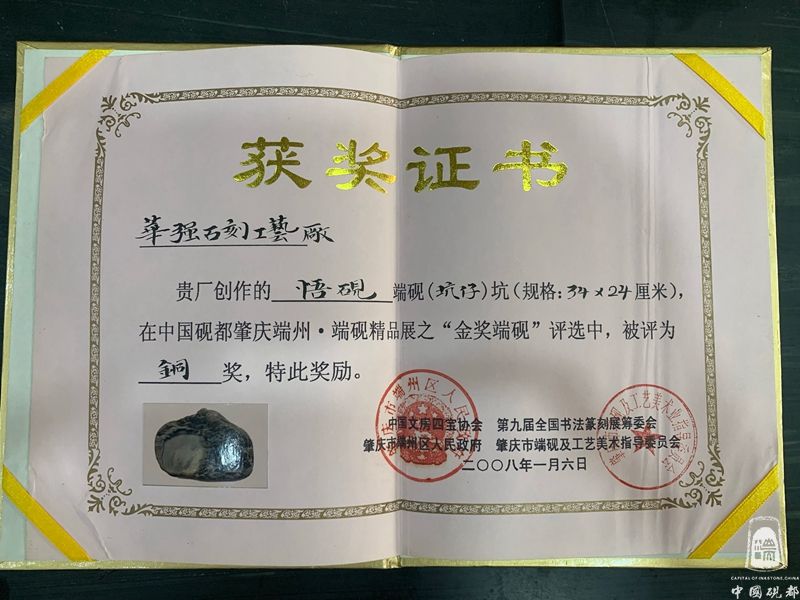 获奖证书
華强古刻工藝廠
贵厂创作的悟硯端砚(坑仔)坑(规格:34×24厘米),
在中国砚都肇庆端州·端砚精品展之“金奖端砚”评选中,被评为
銅奖,特此奖励。
中国文房四宝协会 第九届全国书法篆刻展筹委会
肇庆市端州区人民政府 肇庆市端砚及工艺美术指导委员会
二〇〇八年一月六日
CAPITAL OF INKSTONE,CHINA
中國硯都